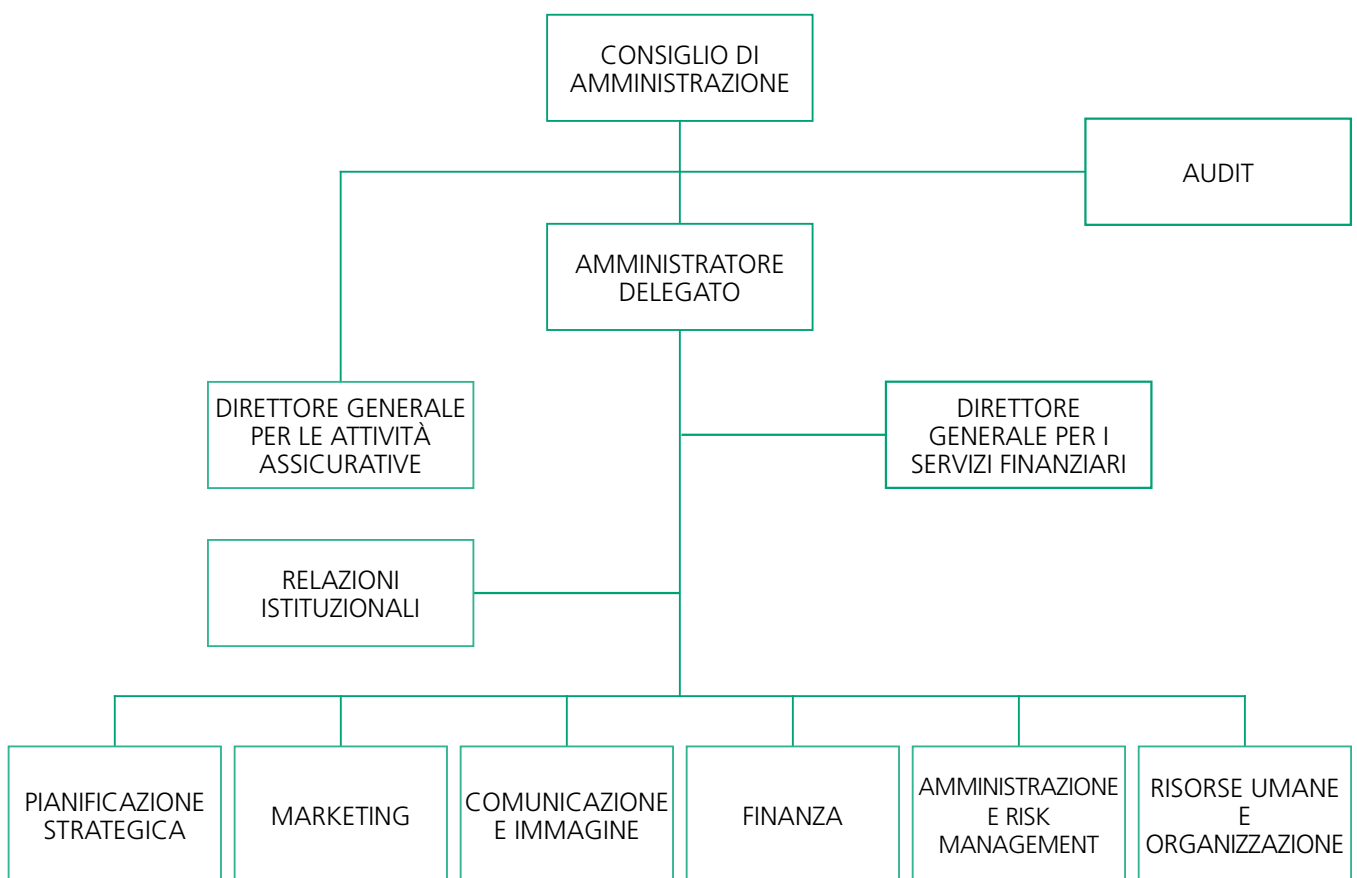 CONSIGLIO DI
AMMINISTRAZIONE
AUDIT
AMMINISTRATORE
DELEGATO
DIRETTORE GENERALE
PER LE ATTIVITÀ
ASSICURATIVE
DIRETTORE
GENERALE PER I
SERVIZI FINANZIARI
RELAZIONI
ISTITUZIONALI
PIANIFICAZIONE
STRATEGICA
MARKETING
COMUNICAZIONE
E IMMAGINE
FINANZA
AMMINISTRAZIONE
E RISK
MANAGEMENT
RISORSE UMANE
E
ORGANIZZAZIONE